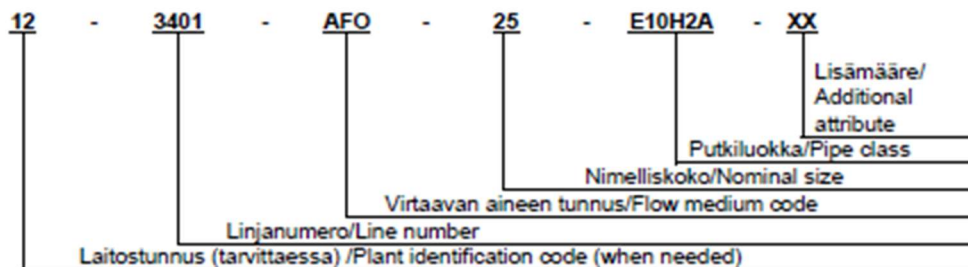 12 - 3401 - AFO - 25 - E10H2A - XX
Lisämääre/
Additional
attribute
Putkiluokka/Pipe class
Nimelliskoko/Nominal size
Virtaavan aineen tunnus/Flow medium code
Linjanumero/Line number
Laitostunnus (tarvittaessa) /Plant identification code (when needed)